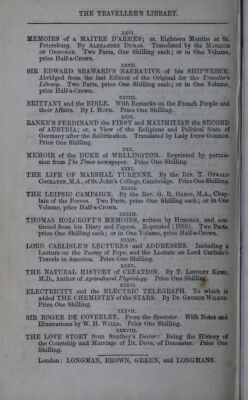 THE TRAVELLER'S LIBRARY.
XXVI.
MEMOIRS of a MAITRE D'ARMES; or, Eighteen Months at St.
Petersburg. By ALEXANDER DUMAS. Translated by the MARQUIS
OF ORMONDE. Two Parts, One Shilling each; or in One Volume,
price Half-a-Crown.
XXVII.
SIR EDWARD SEAWARD'S NARRATIVE of his SHIPWRECK.
Abridged from the last Edition of the Original for the Traveller's
Library. Two Parts, price One Shilling each; or in One Volume,
price Half-a-Crown.
XXVIII.
BRITTANY and the BIBLE. With Remarks on the French People and
their Affairs. By I. HOPE. Price One Shilling.
XXIX.
RANKE'S FERDINAND the FIRST and MAXIMILIAN the SECOND
of AUSTRIA; or, a View of the Religious and Political State of
Germany after the Reformation. Translated by Lady DUFF GORDON.
Price One Shilling.
XXX.
MEMOIR of the DUKE of WELLINGTON. Reprinted by permission
from The Times newspaper. Price One Shilling.
XXXI.
THE LIFE of MARSHAL TURENNE. By the Rev. T. OSWALD
COCKAYNE, M.A., of St. John's College, Cambridge. Price One Shilling.
XXXII.
THE LEIPSIC CAMPAIGN. By the Rev. G. R. GLEIG, M.A., Chaplain
of the Forces. Two Parts, price One Shilling each; or in One
Volume, price Half-a-Crown.
XXXIII.
THOMAS HOLCROFT'S MEMOIRS, written by HIMSELF, and continued
from his Diary and Papers. Reprinted (1852). Two Parts,
price One Shilling each; or in One Volume, price Half-a-Crown.
XXXIV.
LORD CARLISLE'S LECTURES and ADDRESSES. Including a
Lecture on the Poetry of Pope, and the Lecture on Lord Carlisle's
Travels in America. Price One Shilling.
XXXV.
THE NATURAL HISTORY of CREATION. By T. LINDLEY KEMP,
M.D., Author of Agricultural Physiology. Price One Shilling.
XXXVI.
ELECTRICITY and the ELECTRIC TELEGRAPH. To which is
added THE CHEMISTRY of the STARS. By Dr. GEORGE WILSON.
Price One Shilling.
XXXVII.
SIR ROGER DE COVERLEY. From the Spectator. With Notes and
Illustrations by W. H. WILLS. Price One Shilling.
XXXVIII.
THE LOVE STORY from Southey's Doctor: Being the History of
the Courtship and Marriage of Dr. Dove, of Doncaster. Price One
Shilling.
London: LONGMAN, BROWN, GREEN, and LONGMANS.